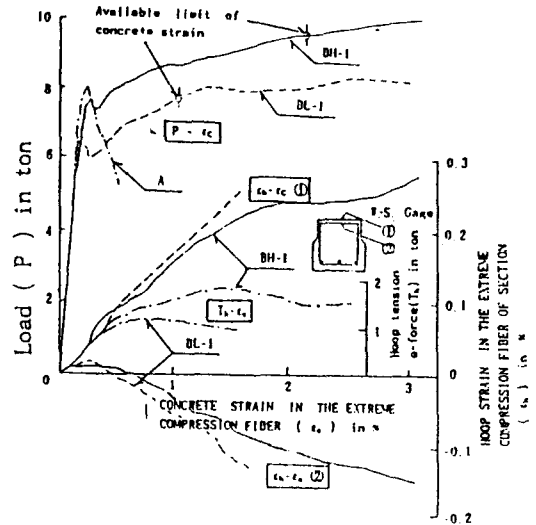 Available limit of
concrete strain
10
8
6
4
2
0
Load ( P ) in ton
BH-1
BL-1
P - εc
A
εh-εc ①
W.S. Gage
①
②
BH-1
Th-εc
BL-1
2
1
Hoop tension
e-force(Th) in ton
0.3
0.2
0.1
0
-0.1
-0.2
HOOP STRAIN IN THE EXTREME
COMPRESSION FIBER OF SECTION
( εh ) in %
1
2
3
CONCRETE STRAIN IN THE EXTREME
COMPRESSION FIBER ( εc ) in %
εh-εc ②